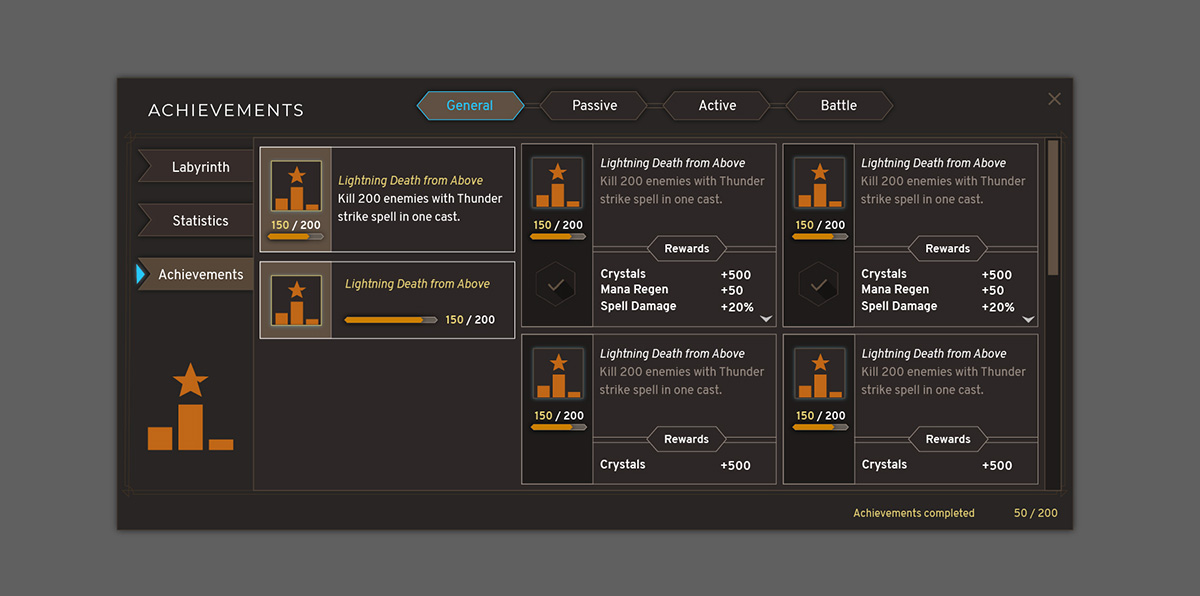 ACHIEVEMENTS
General
Passive
Active
Battle
Labyrinth
Statistics
Achievements
Lightning Death from Above
Kill 200 enemies with Thunder
strike spell in one cast.
150 / 200
Lightning Death from Above
150 / 200
Lightning Death from Above
Kill 200 enemies with Thunder
strike spell in one cast.
150 / 200
Rewards
Crystals +500
Mana Regen +50
Spell Damage +20%
Lightning Death from Above
Kill 200 enemies with Thunder
strike spell in one cast.
150 / 200
Rewards
Crystals +500
Mana Regen +50
Spell Damage +20%
Lightning Death from Above
Kill 200 enemies with Thunder
strike spell in one cast.
150 / 200
Rewards
Crystals +500
Lightning Death from Above
Kill 200 enemies with Thunder
strike spell in one cast.
150 / 200
Rewards
Crystals +500
Achievements completed 50 / 200